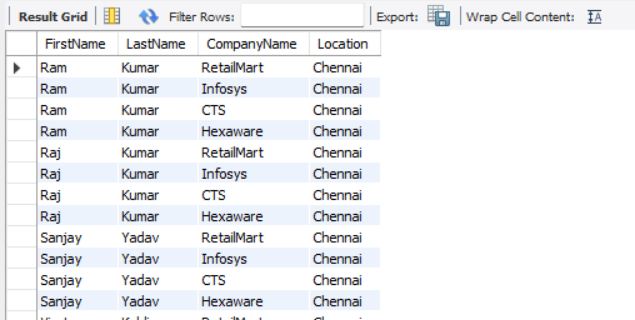 Result Grid Filter Rows: Export: Wrap Cell Content: IA
FirstName LastName CompanyName Location
Ram Kumar RetailMart Chennai
Ram Kumar Infosys Chennai
Ram Kumar CTS Chennai
Ram Kumar Hexaware Chennai
Raj Kumar RetailMart Chennai
Raj Kumar Infosys Chennai
Raj Kumar CTS Chennai
Raj Kumar Hexaware Chennai
Sanjay Yadav RetailMart Chennai
Sanjay Yadav Infosys Chennai
Sanjay Yadav CTS Chennai
Sanjay Yadav Hexaware Chennai